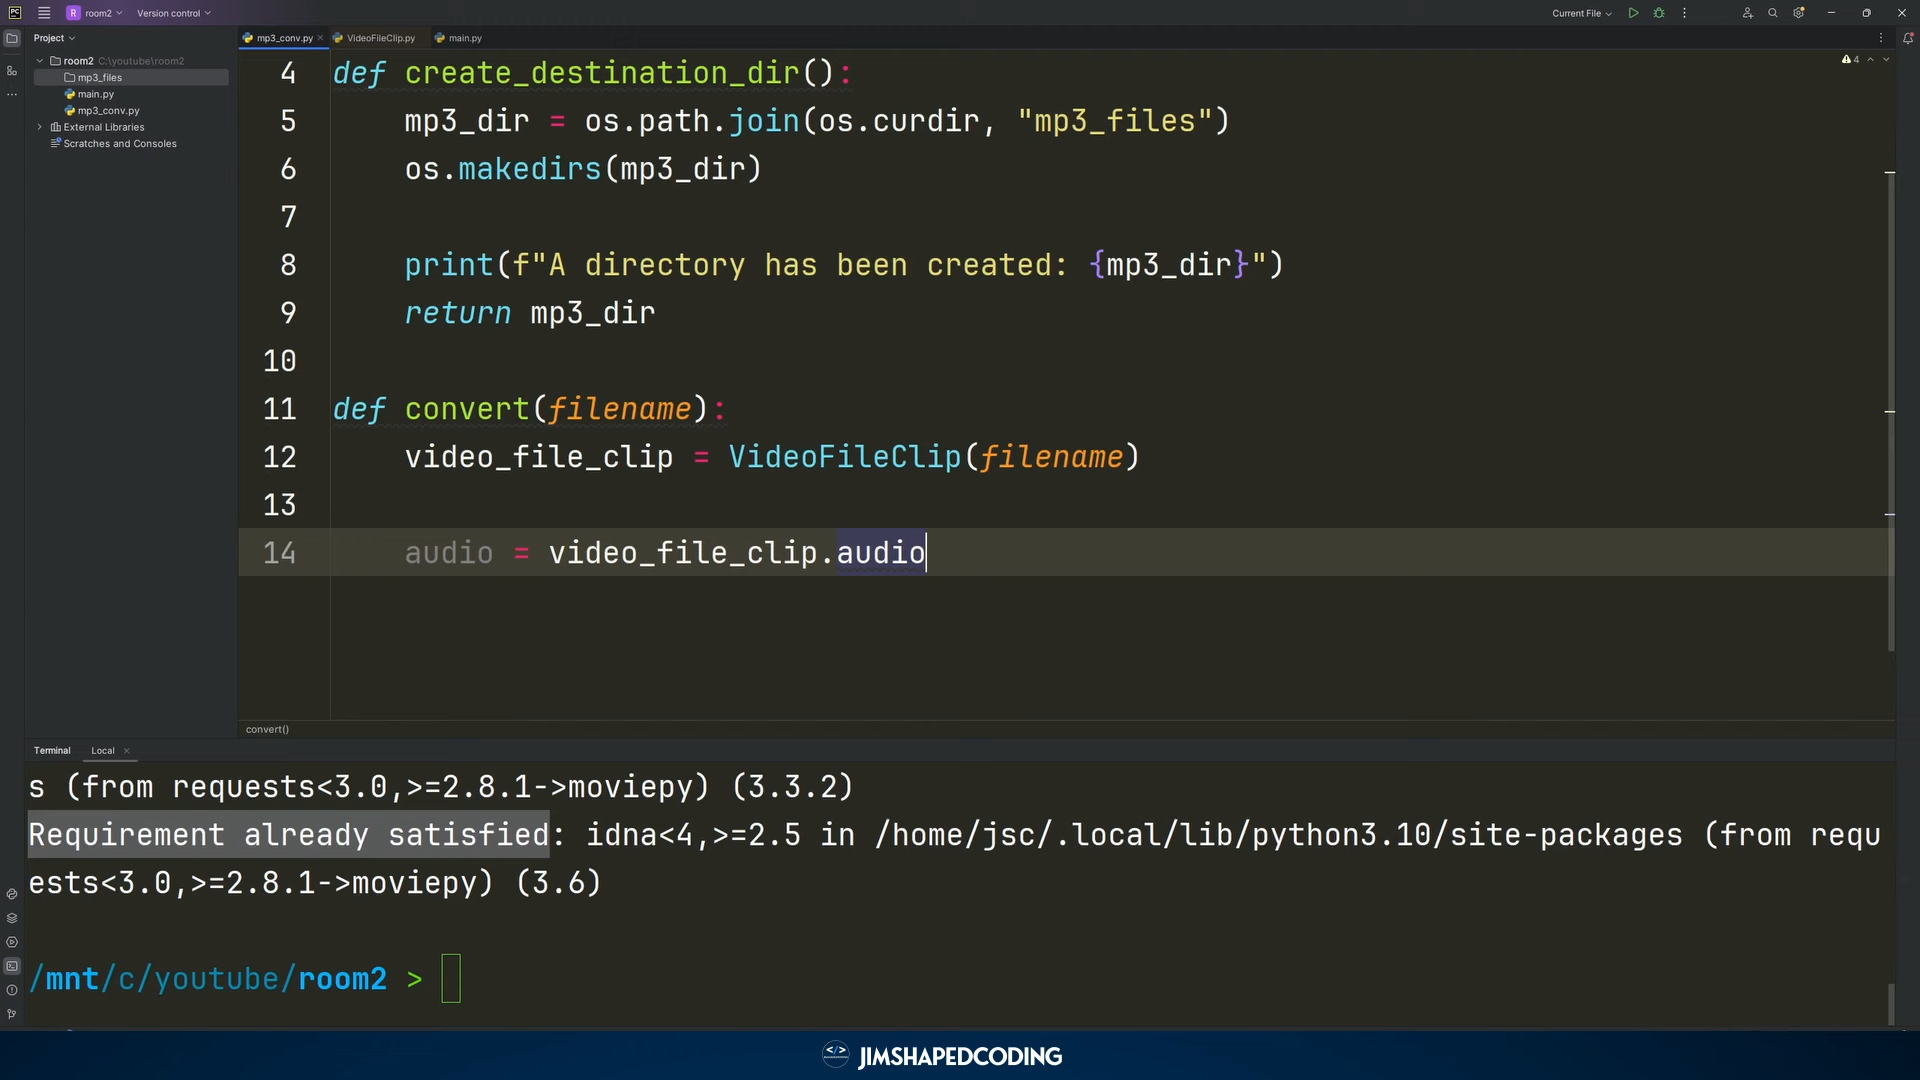 PC
R room2
Version control
Current File
Project
mp3_conv.py
VideoFileClip.py
main.py
room2 C:\youtube\room2
mp3_files
main.py
mp3_conv.py
External Libraries
Scratches and Consoles
4
4 def create_destination_dir():
5 mp3_dir = os.path.join(os.curdir, "mp3_files")
6 os.makedirs(mp3_dir)
7
8 print(f"A directory has been created: {mp3_dir}")
9 return mp3_dir
10
11 def convert(filename):
12 video_file_clip = VideoFileClip(filename)
13
14 audio = video_file_clip.audio
convert()
Terminal Local
s (from requests<3.0,>=2.8.1->moviepy) (3.3.2)
Requirement already satisfied: idna<4,>=2.5 in /home/jsc/.local/lib/python3.10/site-packages (from requ
ests<3.0,>=2.8.1->moviepy) (3.6)
/mnt/c/youtube/room2 >
</> JIMSHAPEDCODING